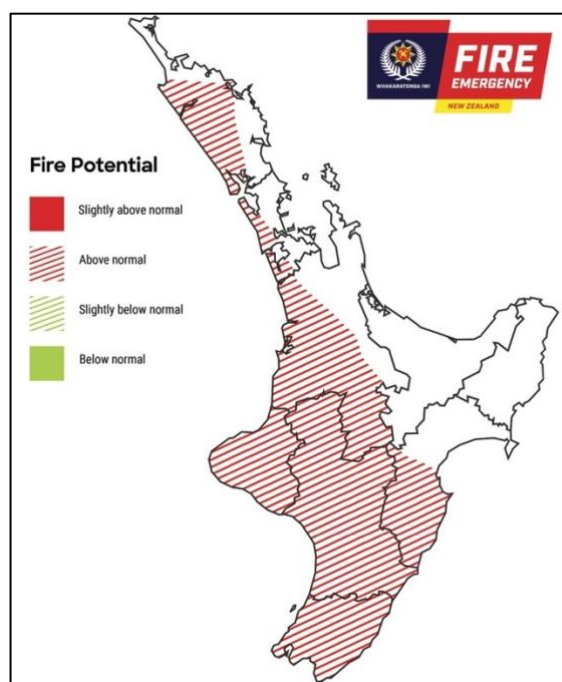 FIRE
EMERGENCY
NEW ZEALAND
Fire Potential
Slightly above normal
Above normal
Slightly below normal
Below normal